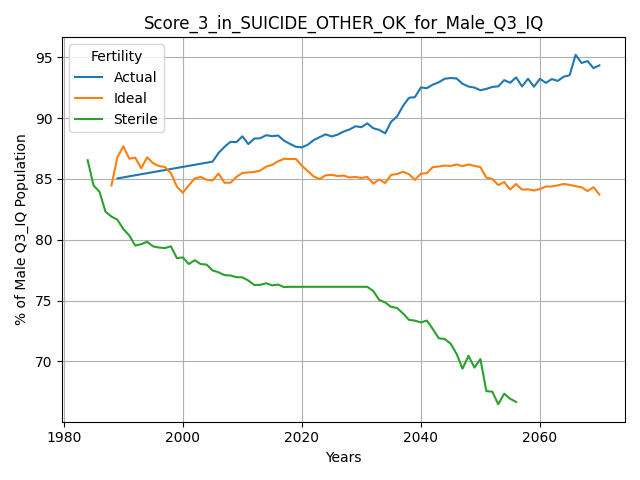 Score_3_in_SUICIDE_OTHER_OK_for_Male_Q3_IQ
Fertility
Actual
Ideal
Sterile
% of Male Q3_IQ Population
95
90
85
80
75
70
1980
2000
2020
2040
2060
Years